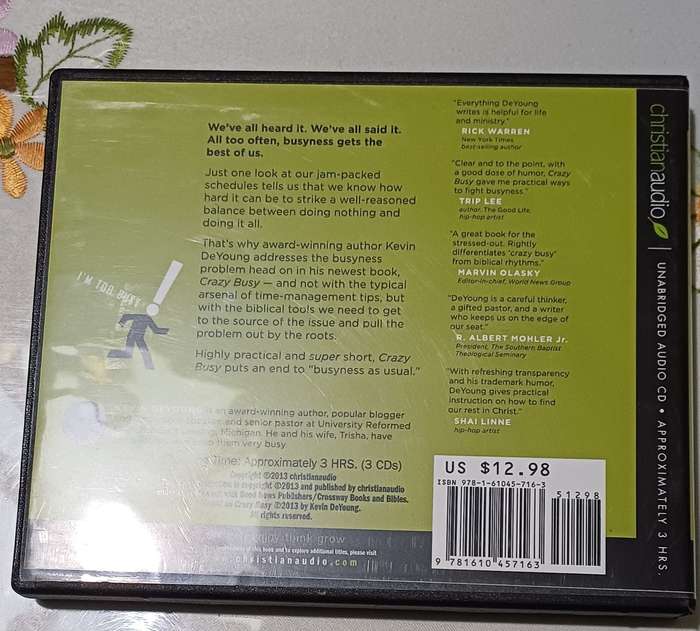 We've all heard it. We've all said it.
All too often, busyness gets the
best of us.
Just one look at our jam-packed
schedules tells us that we know how
hard it can be to strike a well-reasoned
balance between doing nothing and
doing it all.
That's why award-winning author Kevin
DeYoung addresses the busyness
problem head on in his newest book,
Crazy Busy — and not with the typical
arsenal of time-management tips, but
with the biblical tools we need to get
to the source of the issue and pull the
problem out by the roots.
Highly practical and super short, Crazy
Busy puts an end to "busyness as usual."
I'M TOO BUSY
!
an award-winning author, popular blogger
and senior pastor at University Reformed
Michigan. He and his wife, Trisha, have
them very busy
Time: Approximately 3 HRS. (3 CDs)
Copyright ©2013 christianaudio
copyright ©2013 and published by christianaudio
with Good News Publishers/Crossway Books and Bibles.
Crazy Busy ©2013 by Kevin DeYoung.
All rights reserved.
think grow
of this book and to explore additional titles, please visit
christianaudio.com
"Everything DeYoung
writes is helpful for life
and ministry."
RICK WARREN
New York Times
best-selling author
"Clear and to the point, with
a good dose of humor, Crazy
Busy gave me practical ways
to fight busyness."
TRIP LEE
author, The Good Life,
hip-hop artist
"A great book for the
stressed-out. Rightly
differentiates "crazy busy"
from biblical rhythms."
MARVIN OLASKY
Editor-in-chief, World News Group
"DeYoung is a careful thinker,
a gifted pastor, and a writer
who keeps us on the edge of
our seat."
R. ALBERT MOHLER Jr.
President, The Southern Baptist
Theological Seminary
"With refreshing transparency
and his trademark humor,
DeYoung gives practical
instruction on how to find
our rest in Christ."
SHAI LINNE
hip-hop artist
US $12.98
ISBN 978-1-61045-716-3
51298
9 781610 457163
christianaudio
UNABRIDGED AUDIO CD • APPROXIMATELY 3 HRS.